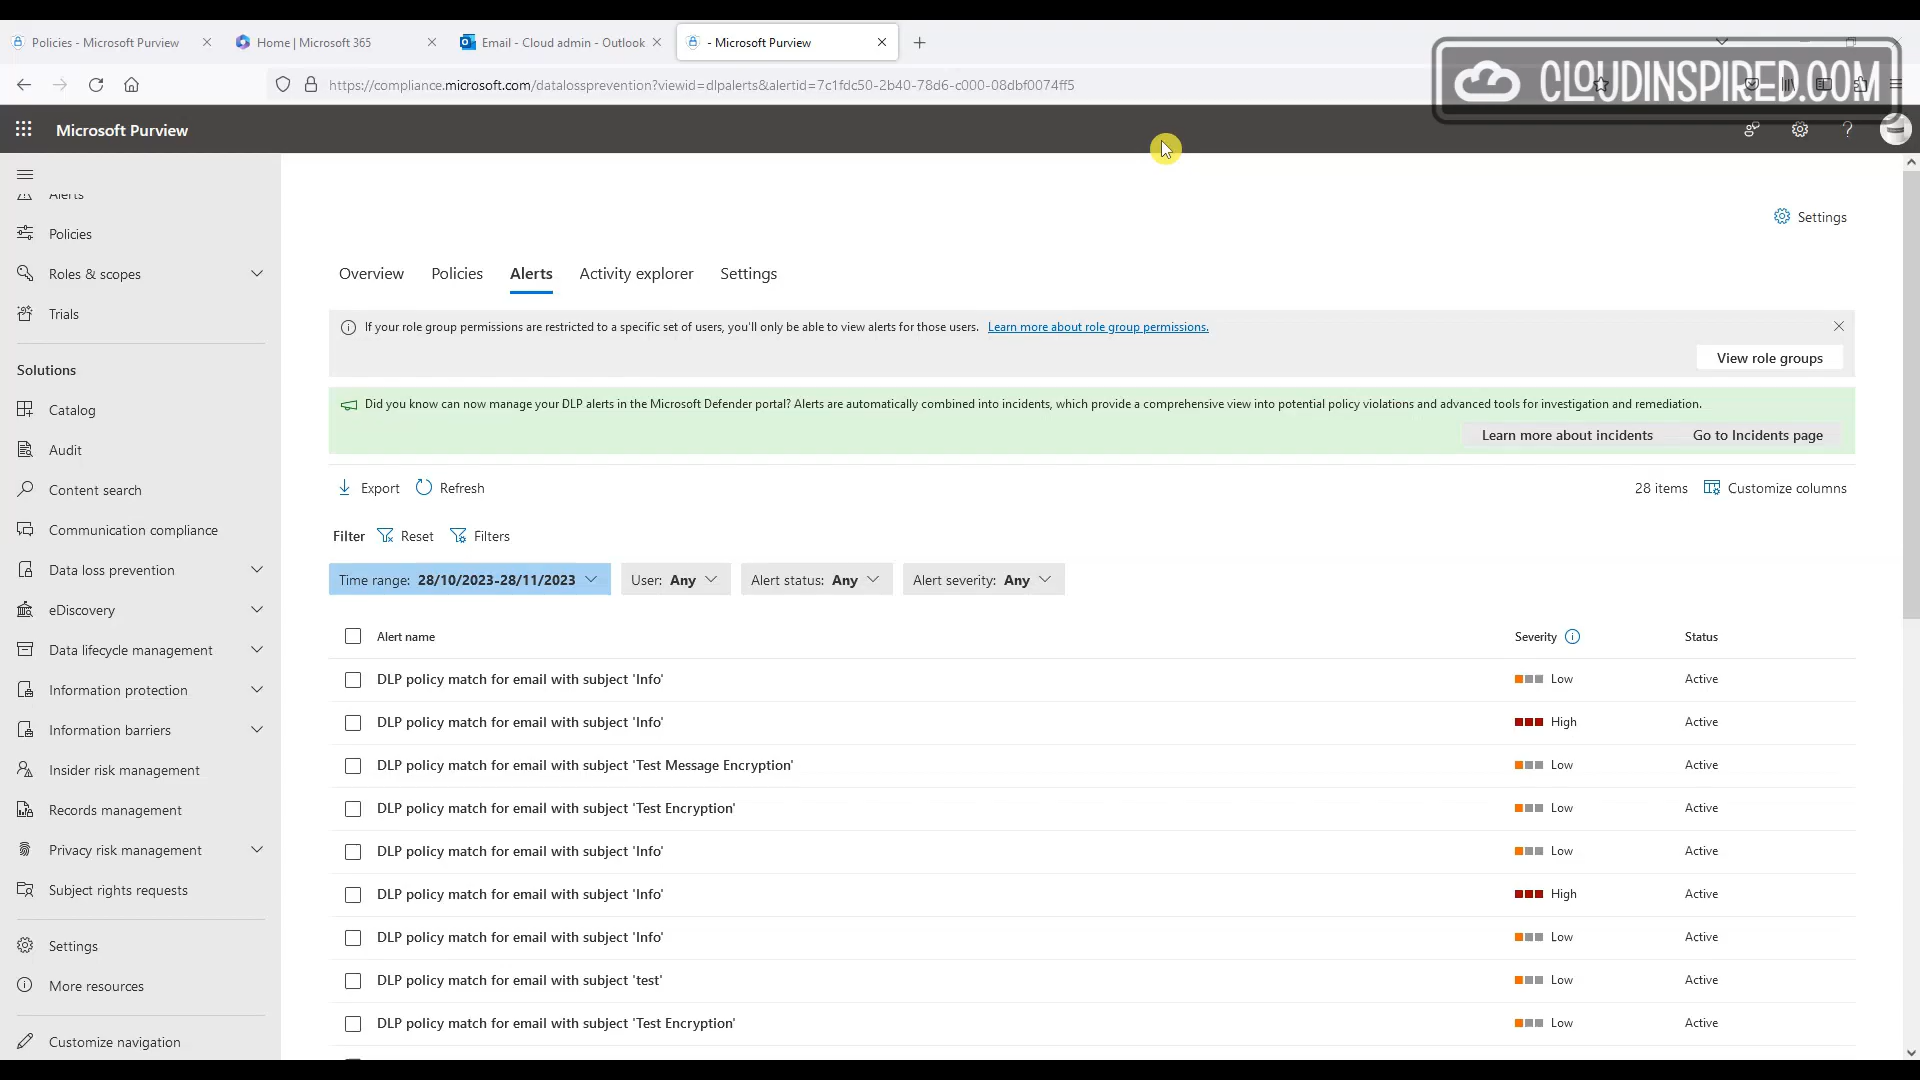 Policies - Microsoft Purview
Home | Microsoft 365
Email - Cloud admin - Outlook
- Microsoft Purview
https://compliance.microsoft.com/datalossprevention?viewid=dlpalerts&alertid=7c1fdc50-2b40-78d6-c000-08dbf0074ff5
CLOUDINSPIRED.COM
Microsoft Purview
Alerts
Policies
Roles & scopes
Trials
Solutions
Catalog
Audit
Content search
Communication compliance
Data loss prevention
eDiscovery
Data lifecycle management
Information protection
Information barriers
Insider risk management
Records management
Privacy risk management
Subject rights requests
Settings
More resources
Customize navigation
Settings
Overview Policies Alerts Activity explorer Settings
If your role group permissions are restricted to a specific set of users, you'll only be able to view alerts for those users. Learn more about role group permissions.
View role groups
Did you know can now manage your DLP alerts in the Microsoft Defender portal? Alerts are automatically combined into incidents, which provide a comprehensive view into potential policy violations and advanced tools for investigation and remediation.
Learn more about incidents Go to Incidents page
Export Refresh 28 items Customize columns
Filter Reset Filters
Time range: 28/10/2023-28/11/2023 User: Any Alert status: Any Alert severity: Any
Alert name Severity Status
DLP policy match for email with subject 'Info' Low Active
DLP policy match for email with subject 'Info' High Active
DLP policy match for email with subject 'Test Message Encryption' Low Active
DLP policy match for email with subject 'Test Encryption' Low Active
DLP policy match for email with subject 'Info' Low Active
DLP policy match for email with subject 'Info' High Active
DLP policy match for email with subject 'Info' Low Active
DLP policy match for email with subject 'test' Low Active
DLP policy match for email with subject 'Test Encryption' Low Active